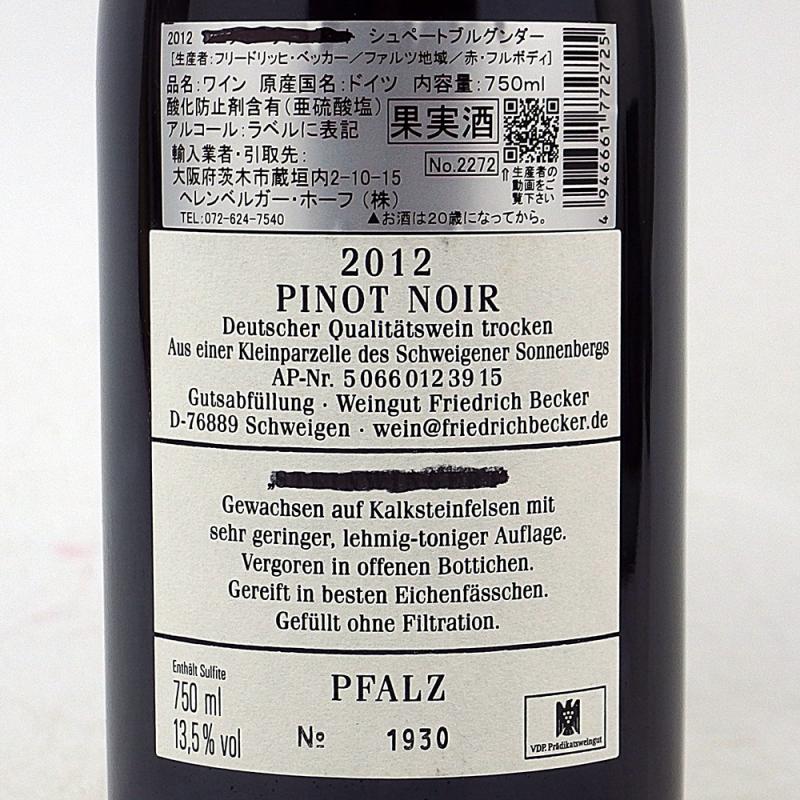 2012 シュペートブルグンダー
[生産者:フリードリッヒ・ベッカー/ファルツ地域/赤・フルボディ]
品名:ワイン 原産国名:ドイツ 内容量:750ml
酸化防止剤含有(亜硫酸塩)
アルコール:ラベルに表記
果実酒
輸入業者・引取先:
No.2272
大阪府茨木市蔵垣内2-10-15
ヘレンベルガー・ホーフ(株)
TEL:072-624-7540 ▲お酒は20歳になってから。
⇧生産者の
動画をご
覧下さい
4 946661 772725
2012
PINOT NOIR
Deutscher Qualitätswein trocken
Aus einer Kleinparzelle des Schweigener Sonnenbergs
AP-Nr. 5 066 012 39 15
Gutsabfüllung · Weingut Friedrich Becker
D-76889 Schweigen · wein@friedrichbecker.de
Gewachsen auf Kalksteinfelsen mit
sehr geringer, lehmig-toniger Auflage.
Vergoren in offenen Bottichen.
Gereift in besten Eichenfässchen.
Gefüllt ohne Filtration.
Enthält Sulfite
750 ml
13,5% vol
PFALZ
№ 1930
VDP. Prädikatsweingut